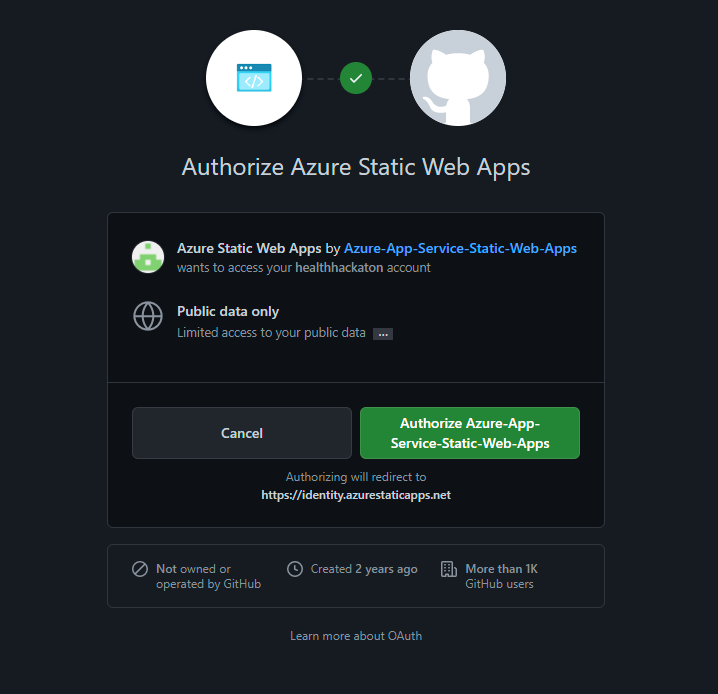 Authorize Azure Static Web Apps
Azure Static Web Apps by Azure-App-Service-Static-Web-Apps
wants to access your healthhackaton account
Public data only
Limited access to your public data ...
Cancel
Authorize Azure-App-
Service-Static-Web-Apps
Authorizing will redirect to
https://identity.azurestaticapps.net
Not owned or
operated by GitHub
Created 2 years ago
More than 1K
GitHub users
Learn more about OAuth